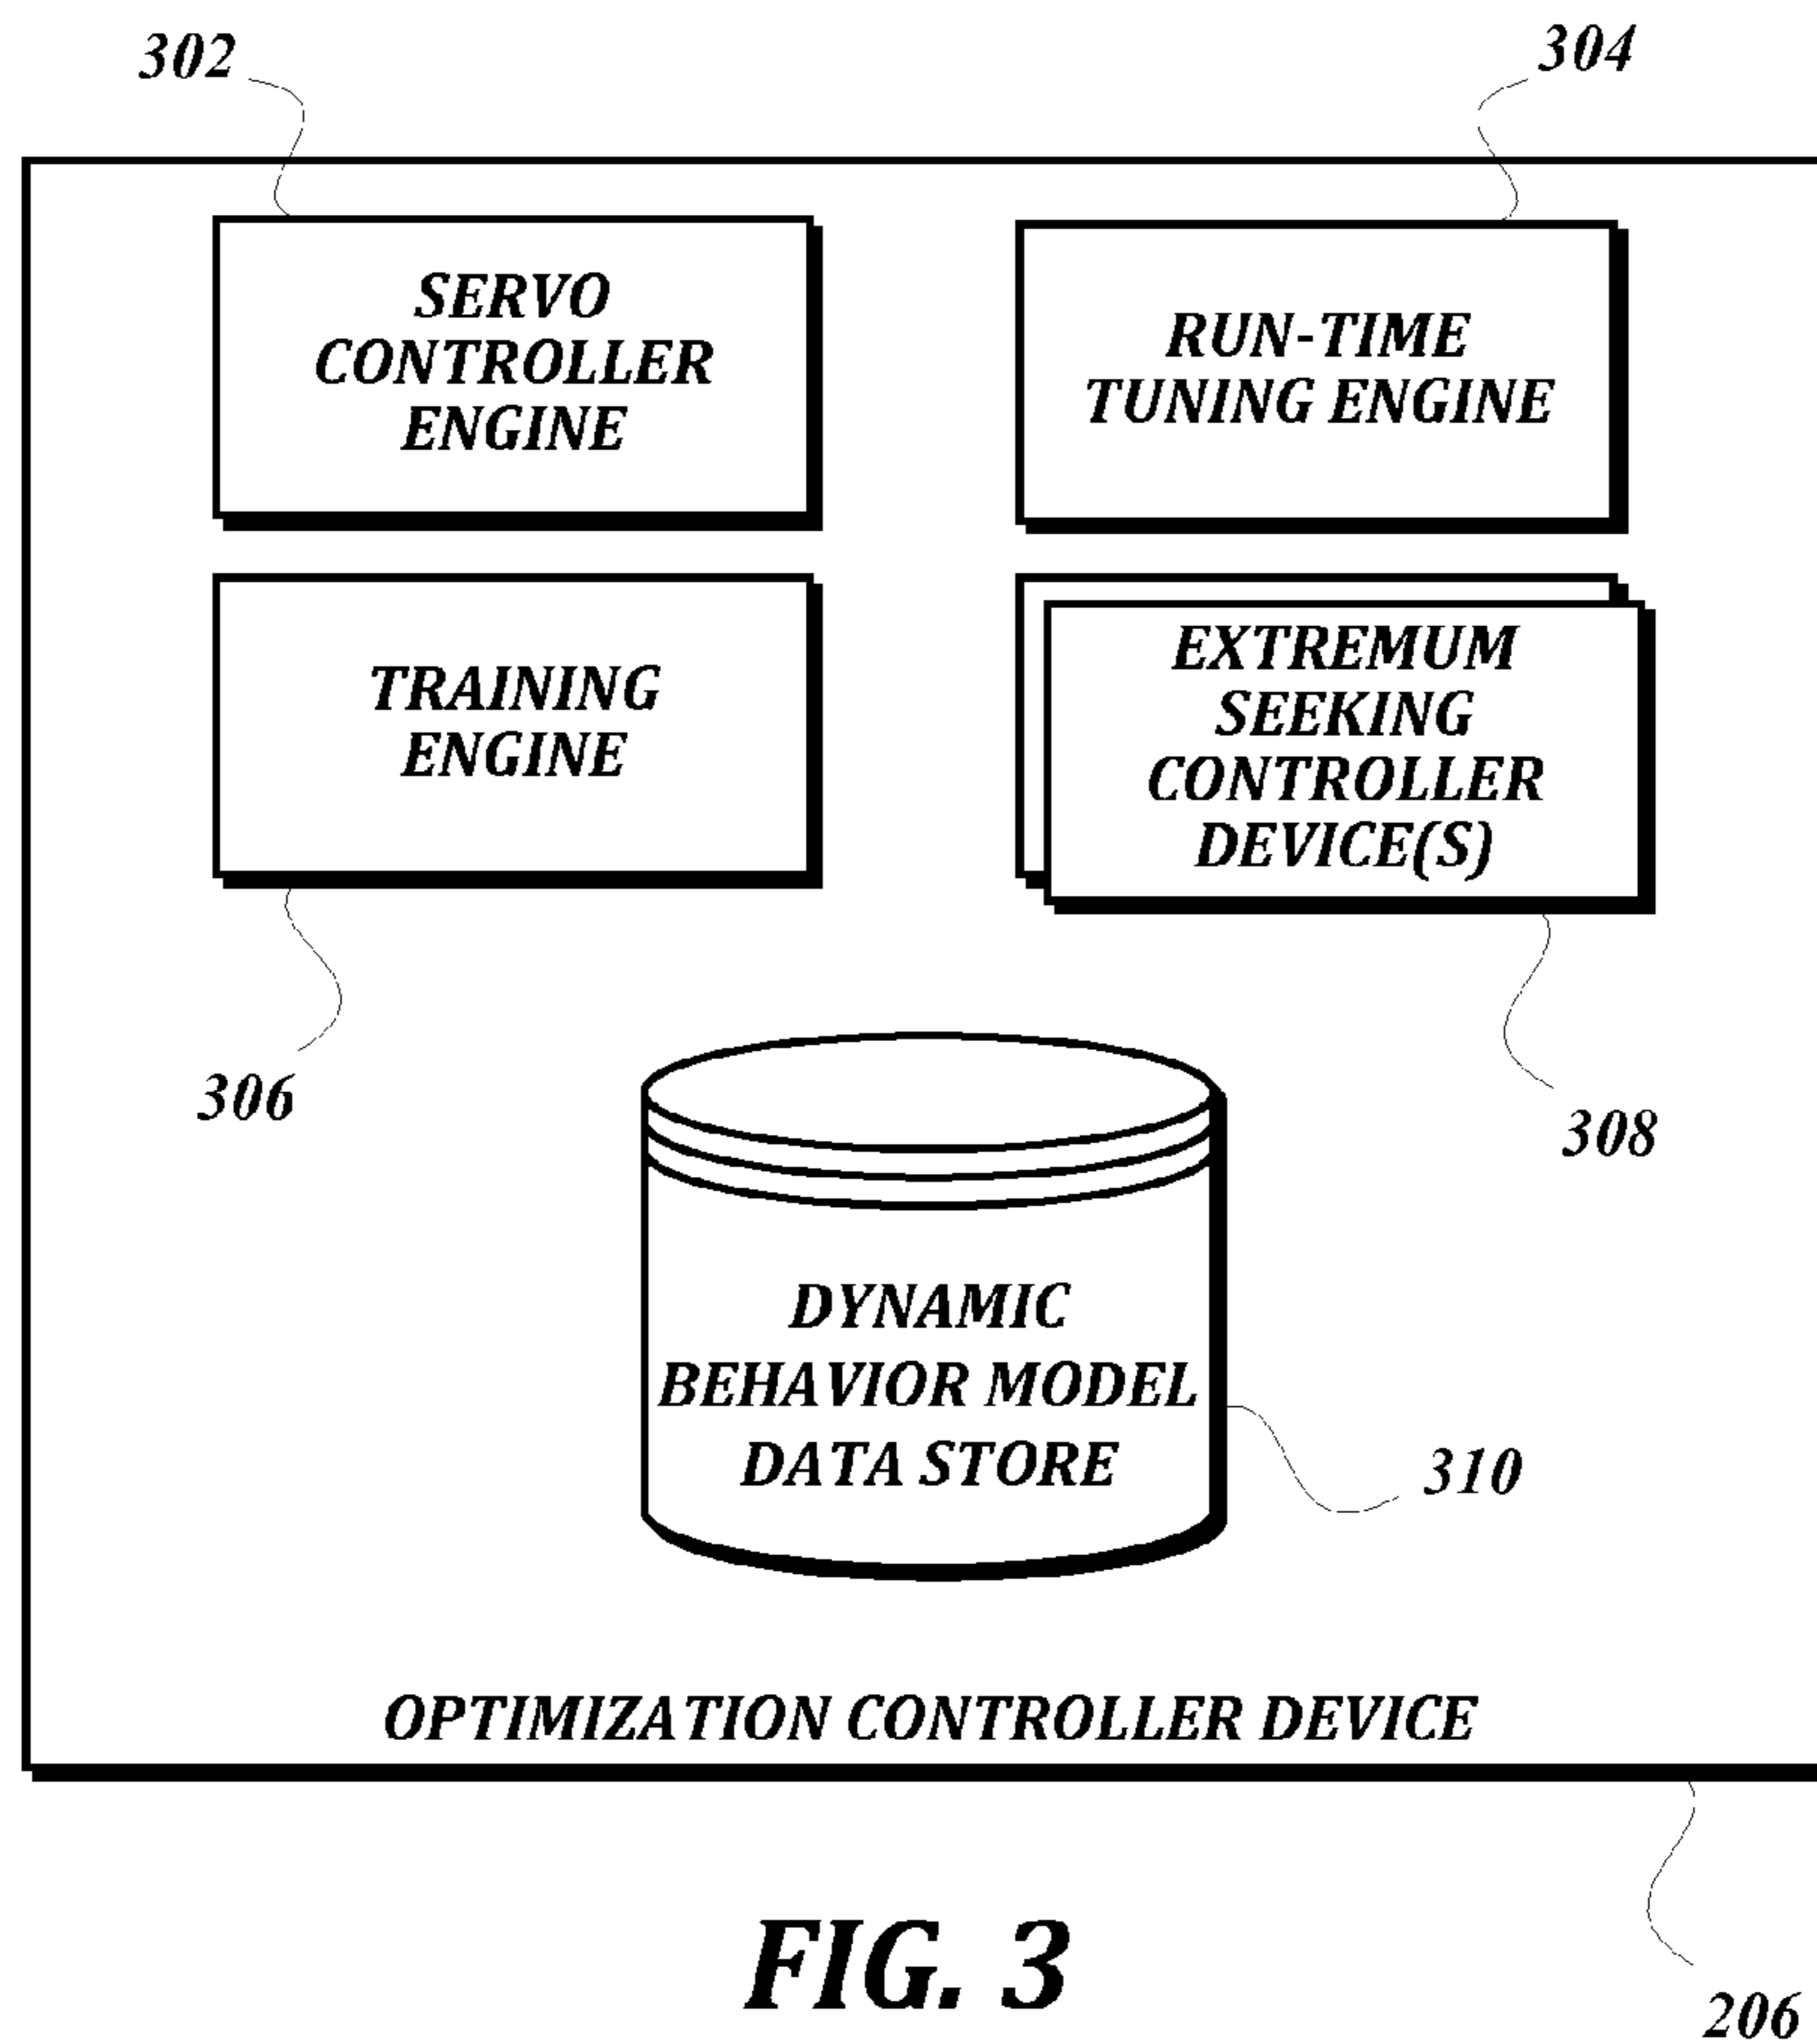 302
304
SERVO
CONTROLLER
ENGINE
RUN-TIME
TUNING ENGINE
TRAINING
ENGINE
EXTREMUM
SEEKING
CONTROLLER
DEVICE(S)
306
308
DYNAMIC
BEHAVIOR MODEL
DATA STORE
310
OPTIMIZATION CONTROLLER DEVICE
FIG. 3
206